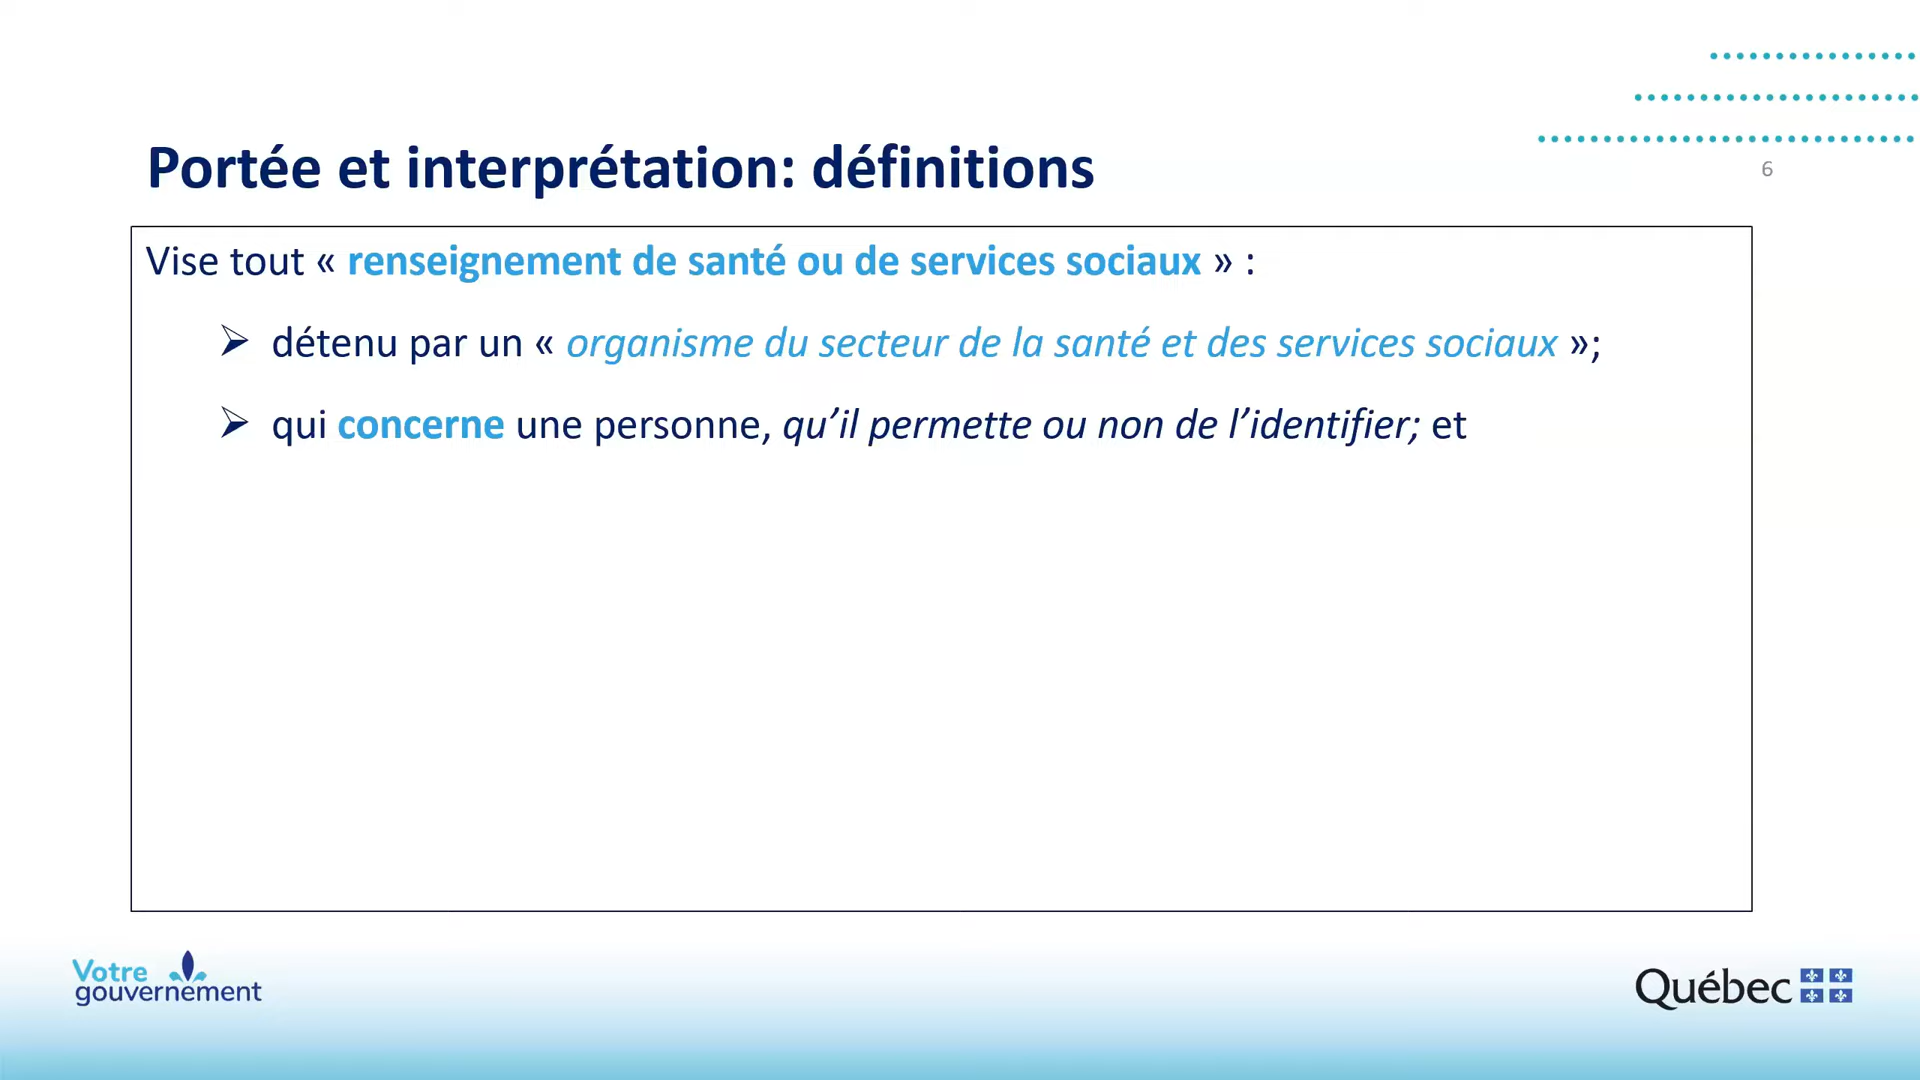 Portée et interprétation: définitions
6
Vise tout « renseignement de santé ou de services sociaux » :
➢ détenu par un « organisme du secteur de la santé et des services sociaux »;
➢ qui concerne une personne, qu’il permette ou non de l’identifier; et
Votre
gouvernement
Québec